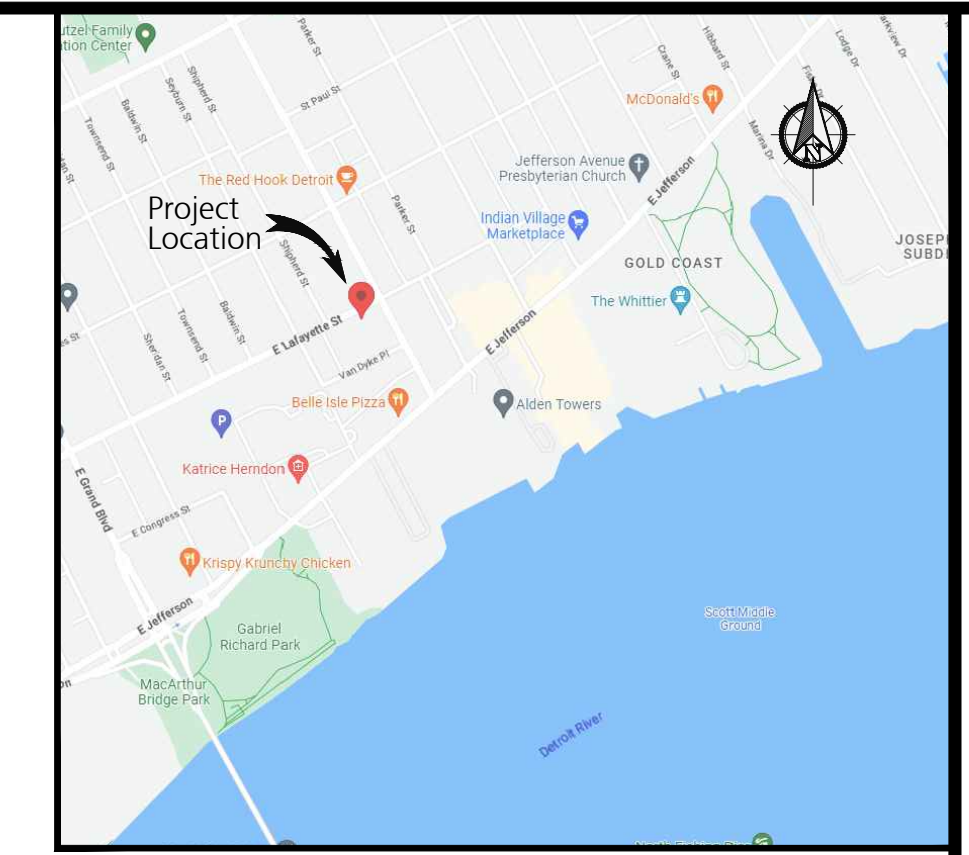 utzel Family
tion Center
Parker St
Crane St
Hibbard St
Lodge Dr
Shipherd St
Seyburn St
Baldwin St
Townsend St
St Paul St
McDonald's
Marina Dr
The Red Hook Detroit
Jefferson Avenue
Presbyterian Church
E Jefferson
N
Project
Location
Parker St
Indian Village
Marketplace
Shipherd St
GOLD COAST
JOSEP
SUBDI
The Whittier
E Lafayette St
E Jefferson
Baldwin St
Townsend St
Sheridan St
Van Dyke Pl
Belle Isle Pizza
Alden Towers
P
Katrice Herndon
E Grand Blvd
E Congress St
Krispy Krunchy Chicken
E Jefferson
Scott Middle
Ground
Gabriel
Richard Park
MacArthur
Bridge Park
Detroit River